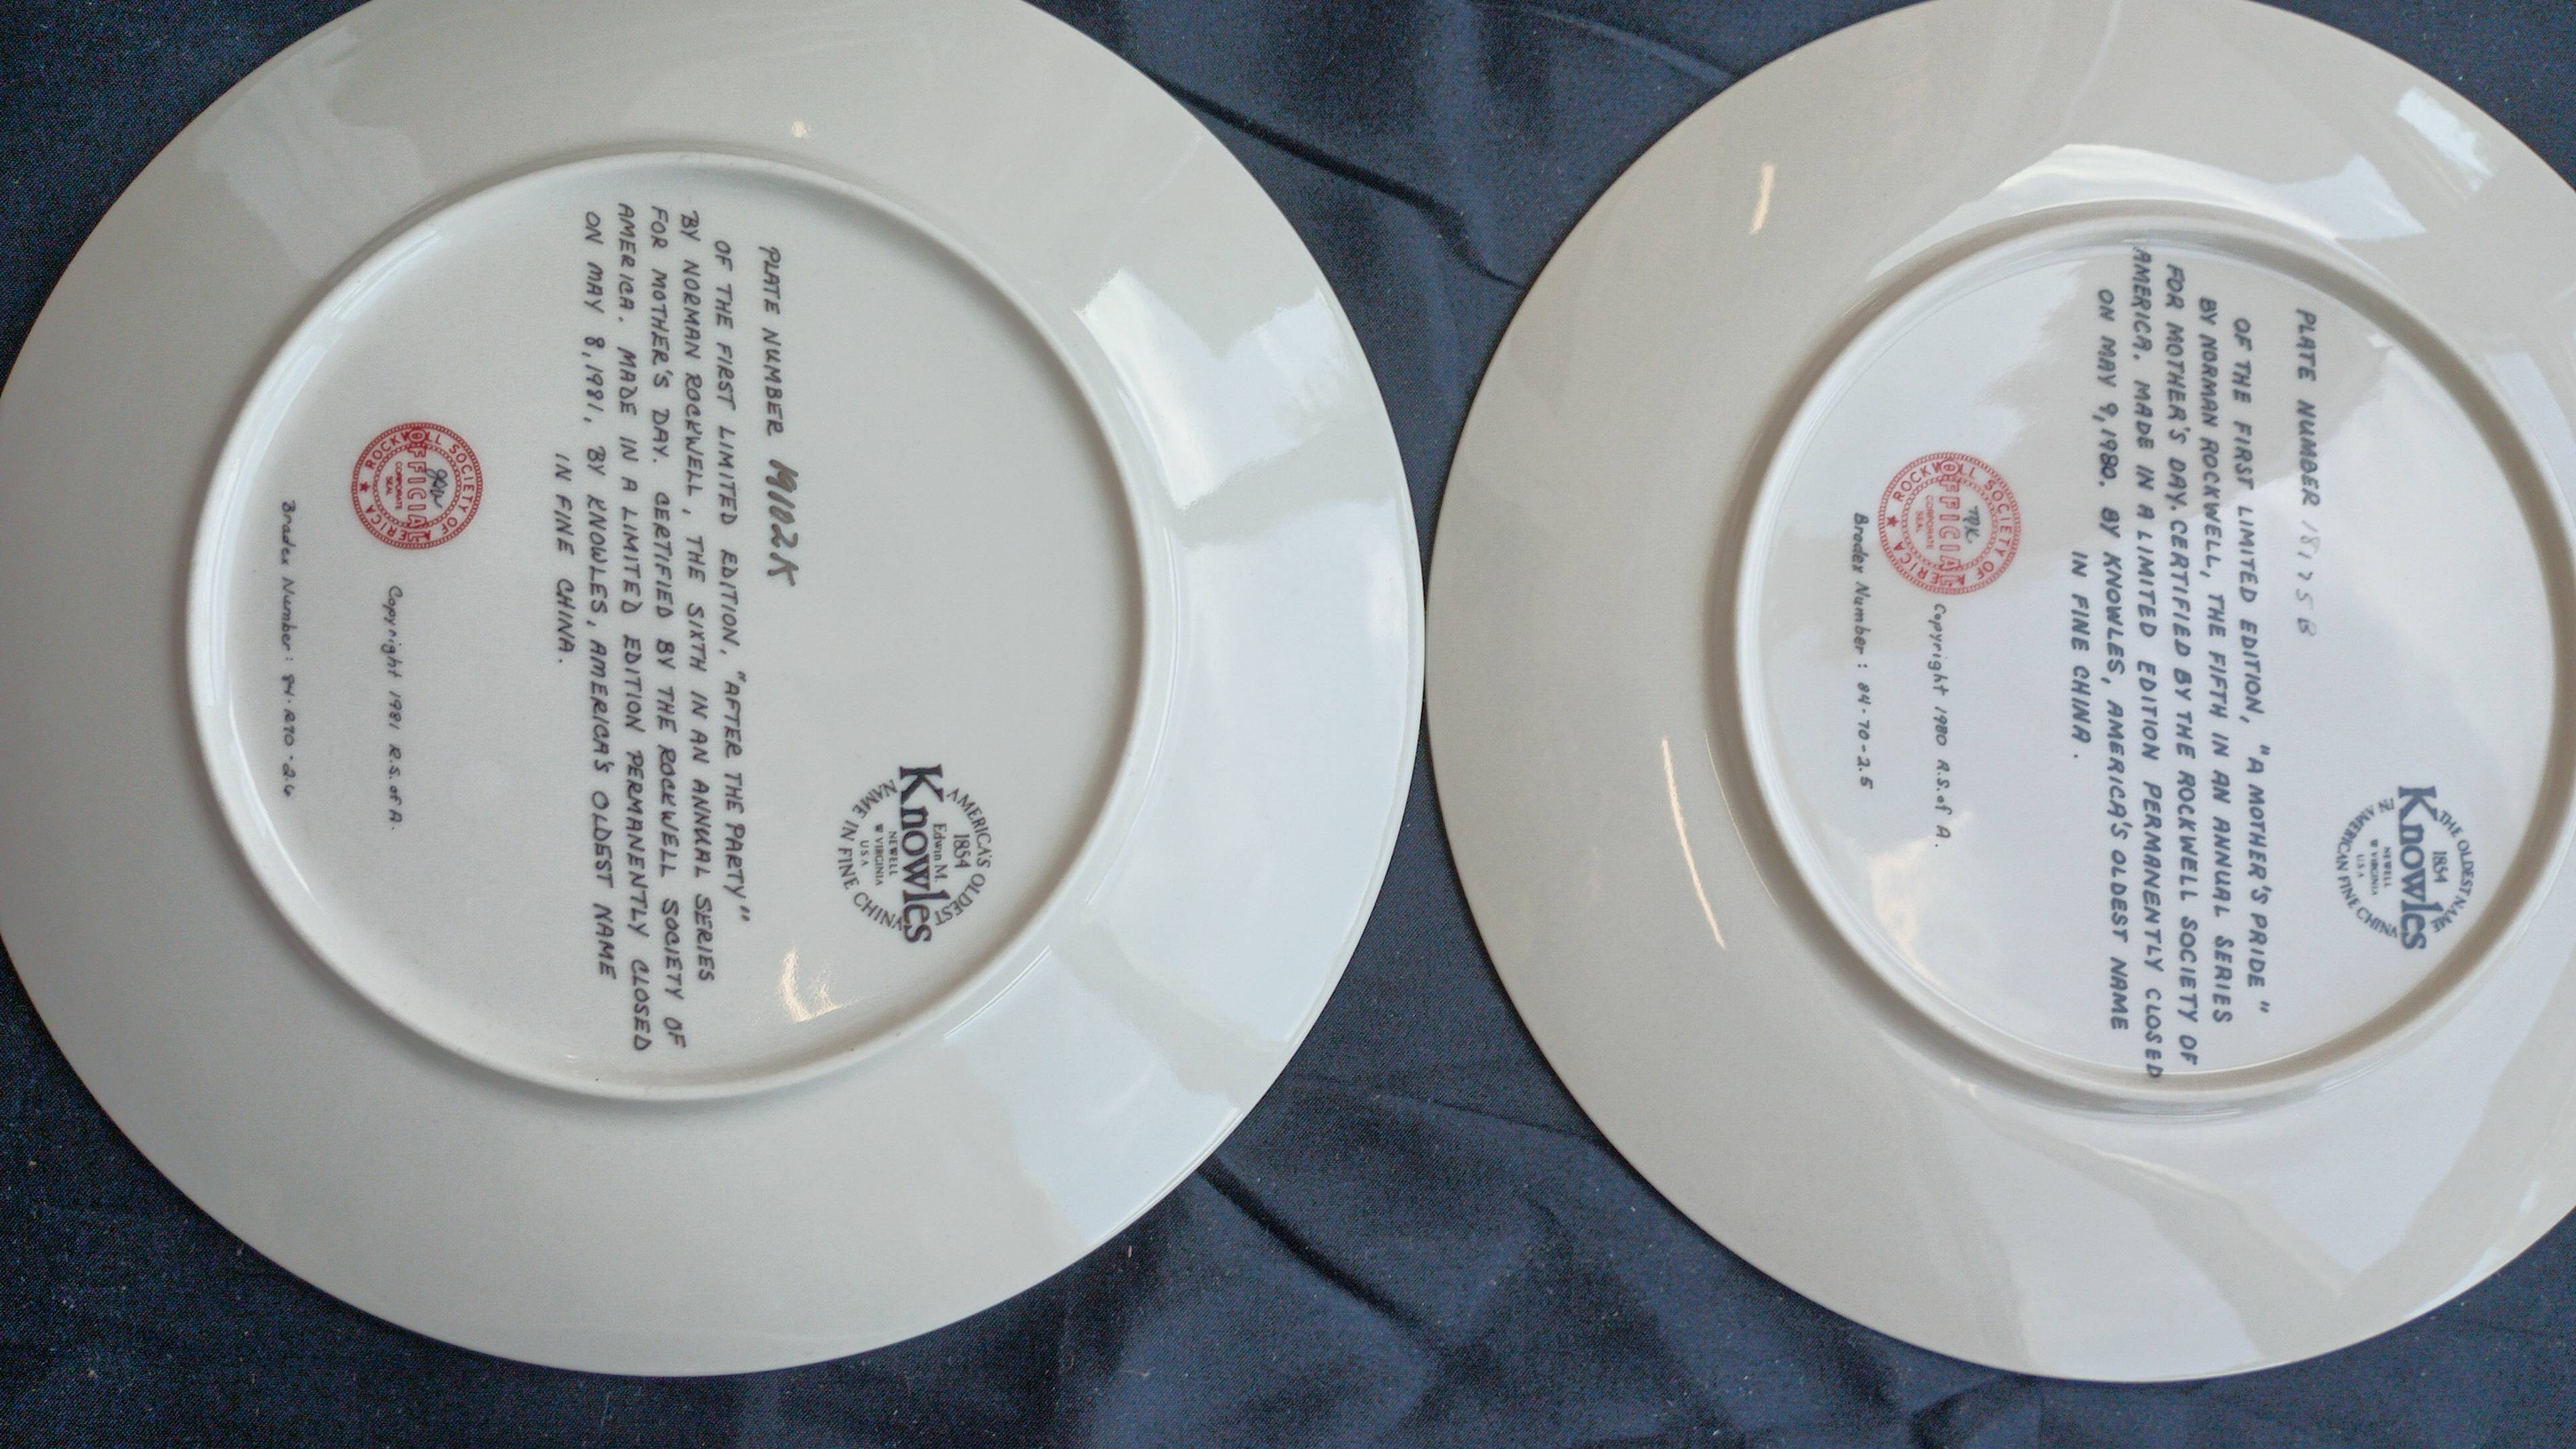 AMERICA'S OLDEST
1854
Edwin M.
Knowles
NEWELL
W VIRGINIA
U S A
NAME IN FINE CHINA
PLATE NUMBER 19102K
OF THE FIRST LIMITED EDITION, "AFTER THE PARTY"
BY NORMAN ROCKWELL, THE SIXTH IN AN ANNUAL SERIES
FOR MOTHER'S DAY. CERTIFIED BY THE ROCKWELL SOCIETY OF
AMERICA. MADE IN A LIMITED EDITION PERMANENTLY CLOSED
ON MAY 8, 1981, BY KNOWLES, AMERICA'S OLDEST NAME
IN FINE CHINA.
ROCKWELL SOCIETY OF AMERICA
OFFICIAL
CORPORATE
SEAL
Copyright 1981 R.S. of A.
Bradex Number: 84-R70-2.6
THE OLDEST NAME
1854
Knowles
NEWELL
W VIRGINIA
U S A
IN AMERICAN FINE CHINA
PLATE NUMBER
OF THE FIRST LIMITED EDITION, "A MOTHER'S PRIDE"
BY NORMAN ROCKWELL, THE FIFTH IN AN ANNUAL SERIES
FOR MOTHER'S DAY. CERTIFIED BY THE ROCKWELL SOCIETY OF
AMERICA. MADE IN A LIMITED EDITION PERMANENTLY CLOSED
ON MAY 9, 1980. BY KNOWLES, AMERICA'S OLDEST NAME
IN FINE CHINA.
ROCKWELL SOCIETY OF AMERICA
OFFICIAL
CORPORATE
SEAL
Copyright 1980 R.S. of A.
Bradex Number: 84-70-2.5